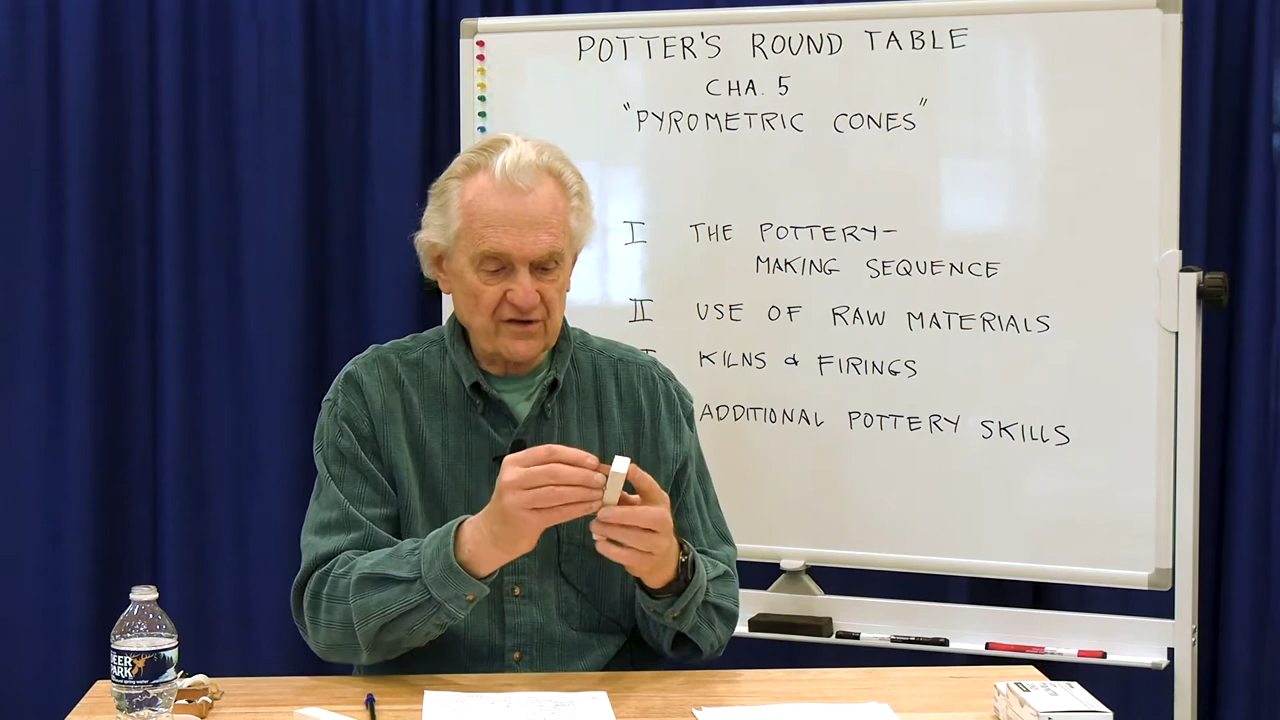 POTTER'S ROUND TABLE
CHA. 5
"PYROMETRIC CONES"
I THE POTTERY-
MAKING SEQUENCE
II USE OF RAW MATERIALS
KILNS & FIRINGS
ADDITIONAL POTTERY SKILLS
DEER
PARK